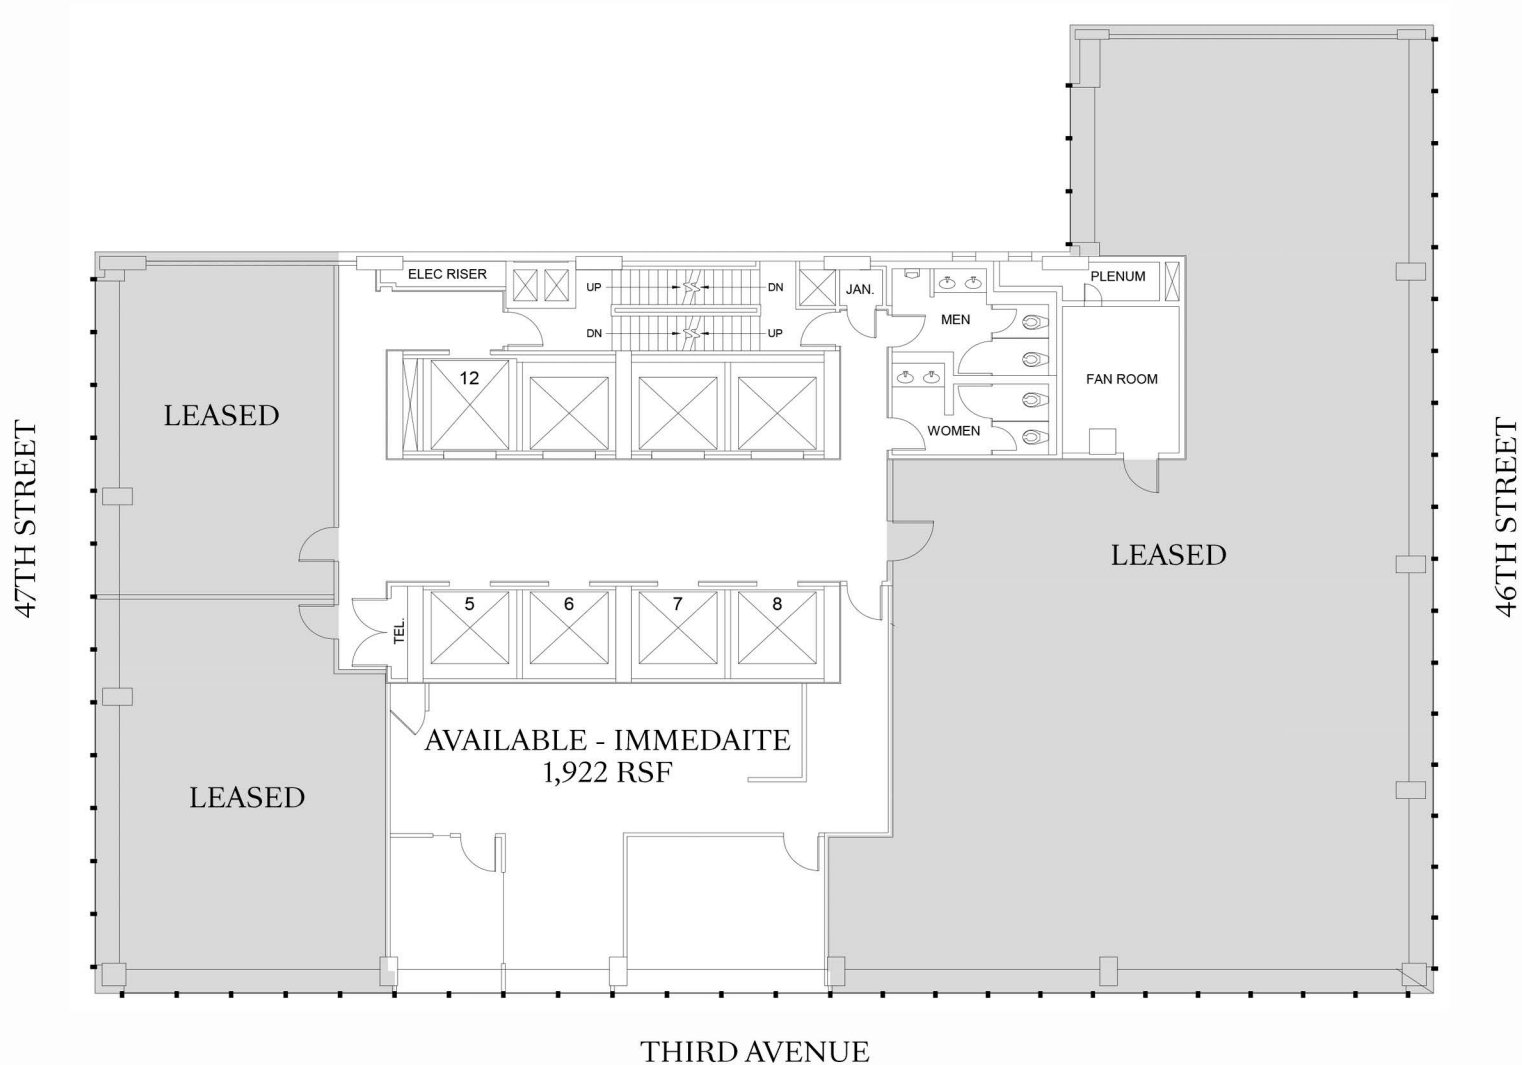 PLENUM
ELEC RISER
UP
DN
JAN.
MEN
DN
UP
12
FAN ROOM
LEASED
WOMEN
47TH STREET
46TH STREET
LEASED
5
6
7
8
TEL.
AVAILABLE - IMMEDAITE
1,922 RSF
LEASED
THIRD AVENUE